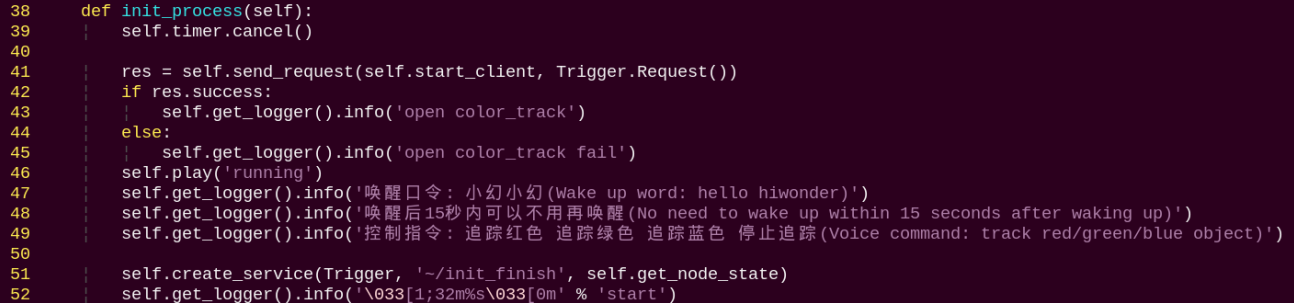 38     def init_process(self):
39         self.timer.cancel()
40
41         res = self.send_request(self.start_client, Trigger.Request())
42         if res.success:
43             self.get_logger().info('open color_track')
44         else:
45             self.get_logger().info('open color_track fail')
46         self.play('running')
47         self.get_logger().info('唤醒口令: 小幻小幻(Wake up word: hello hiwonder)')
48         self.get_logger().info('唤醒后15秒内可以不用再唤醒(No need to wake up within 15 seconds after waking up)')
49         self.get_logger().info('控制指令: 追踪红色 追踪绿色 追踪蓝色 停止追踪(Voice command: track red/green/blue object)')
50
51         self.create_service(Trigger, '~/init_finish', self.get_node_state)
52         self.get_logger().info('\033[1;32m%s\033[0m' % 'start')